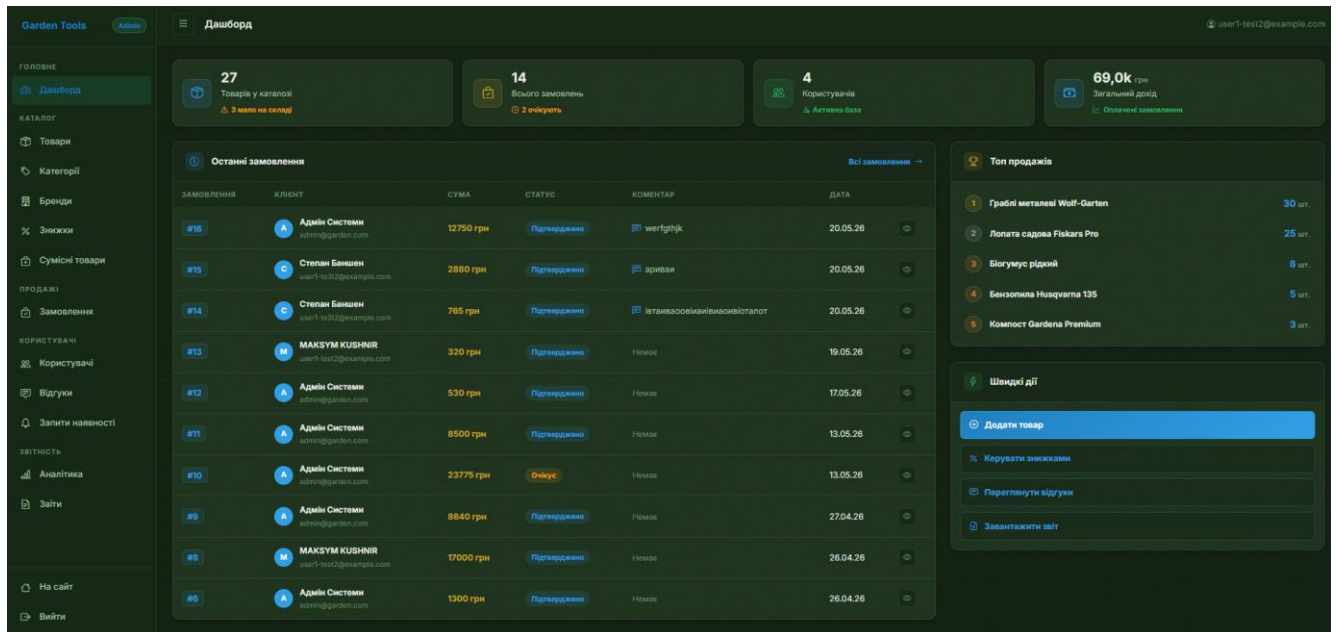 Garden Tools Admin
Дашборд
user1-test2@example.com
ГОЛОВНЕ
Дашборд
КАТАЛОГ
Товари
Категорії
Бренди
Знижки
Сумісні товари
ПРОДАЖІ
Замовлення
КОРИСТУВАЧІ
Користувачі
Відгуки
Запити наявності
ЗВІТНІСТЬ
Аналітика
Звіти
На сайт
Вийти
27
Товарів у каталозі
3 мало на складі
14
Всього замовлень
2 очікують
4
Користувачів
Активна база
69,0k грн
Загальний дохід
Оплачені замовлення
Останні замовлення Всі замовлення →
ЗАМОВЛЕННЯ КЛІЄНТ СУМА СТАТУС КОМЕНТАР ДАТА
#16 А Адмін Системи 12750 грн Підтверджено werfgthjk 20.05.26
admin@garden.com
#15 С Степан Баншен 2880 грн Підтверджено ариваи 20.05.26
user1-te3t2@example.com
#14 С Степан Баншен 765 грн Підтверджено 20.05.26
user1-te3t2@example.com
#13 M MAKSYM KUSHNIR 320 грн Підтверджено Немає 19.05.26
user1-test2@example.com
#12 А Адмін Системи 530 грн Підтверджено Немає 17.05.26
admin@garden.com
#11 А Адмін Системи 8500 грн Підтверджено Немає 13.05.26
admin@garden.com
#10 А Адмін Системи 23775 грн Очікує Немає 13.05.26
admin@garden.com
#9 А Адмін Системи 8640 грн Підтверджено Немає 27.04.26
admin@garden.com
#8 M MAKSYM KUSHNIR 17000 грн Підтверджено Немає 26.04.26
user1-test2@example.com
#6 А Адмін Системи 1300 грн Підтверджено Немає 26.04.26
admin@garden.com
Топ продажів
1 Граблі металеві Wolf-Garten 30 шт.
2 Лопата садова Fiskars Pro 25 шт.
3 Біогумус рідкий 8 шт.
4 Бензопила Husqvarna 135 5 шт.
5 Компост Gardena Premium 3 шт.
Швидкі дії
Додати товар
Керувати знижками
Переглянути відгуки
Завантажити звіт